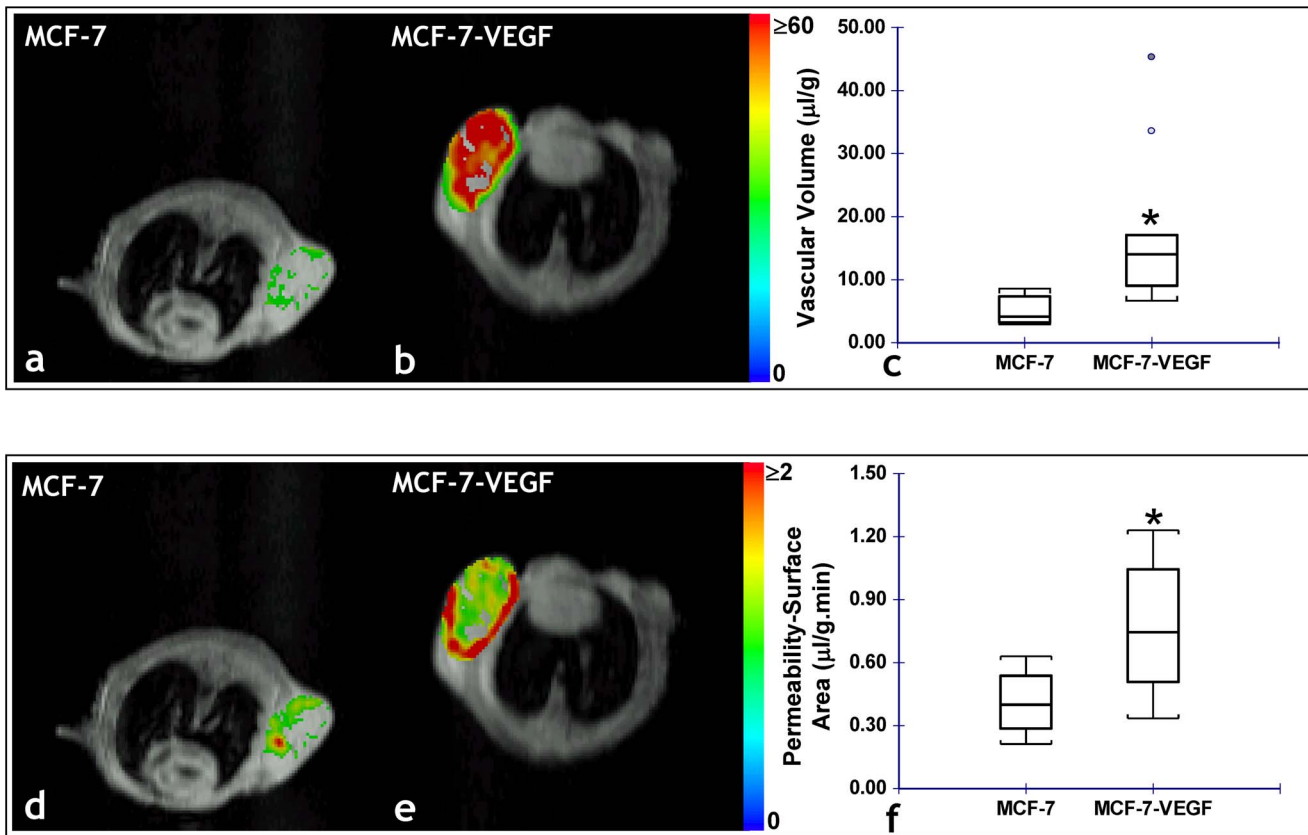 MCF-7
MCF-7-VEGF
≥60
0
a
b
Vascular Volume (µl/g)
50.00
40.00
30.00
20.00
10.00
0.00
*
c
MCF-7
MCF-7-VEGF
MCF-7
MCF-7-VEGF
≥2
0
d
e
Permeability-Surface
Area (µl/g.min)
1.50
1.20
0.90
0.60
0.30
0.00
*
f
MCF-7
MCF-7-VEGF